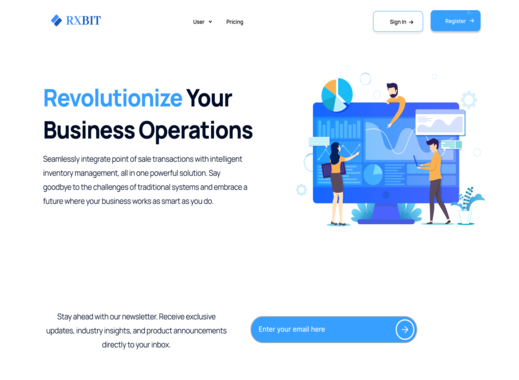 RXBIT
User
Pricing
Sign In
Register
Revolutionize Your
Business Operations
Seamlessly integrate point of sale transactions with intelligent
inventory management, all in one powerful solution. Say
goodbye to the challenges of traditional systems and embrace a
future where your business works as smart as you do.
Stay ahead with our newsletter. Receive exclusive
updates, industry insights, and product announcements
directly to your inbox.
Enter your email here